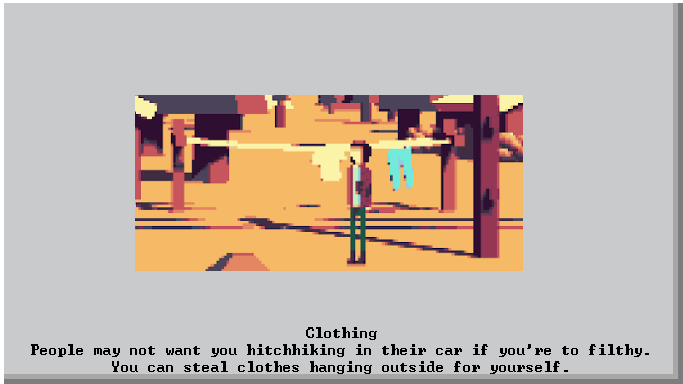 Clothing
People may not want you hitchhiking in their car if you're to filthy.
You can steal clothes hanging outside for yourself.